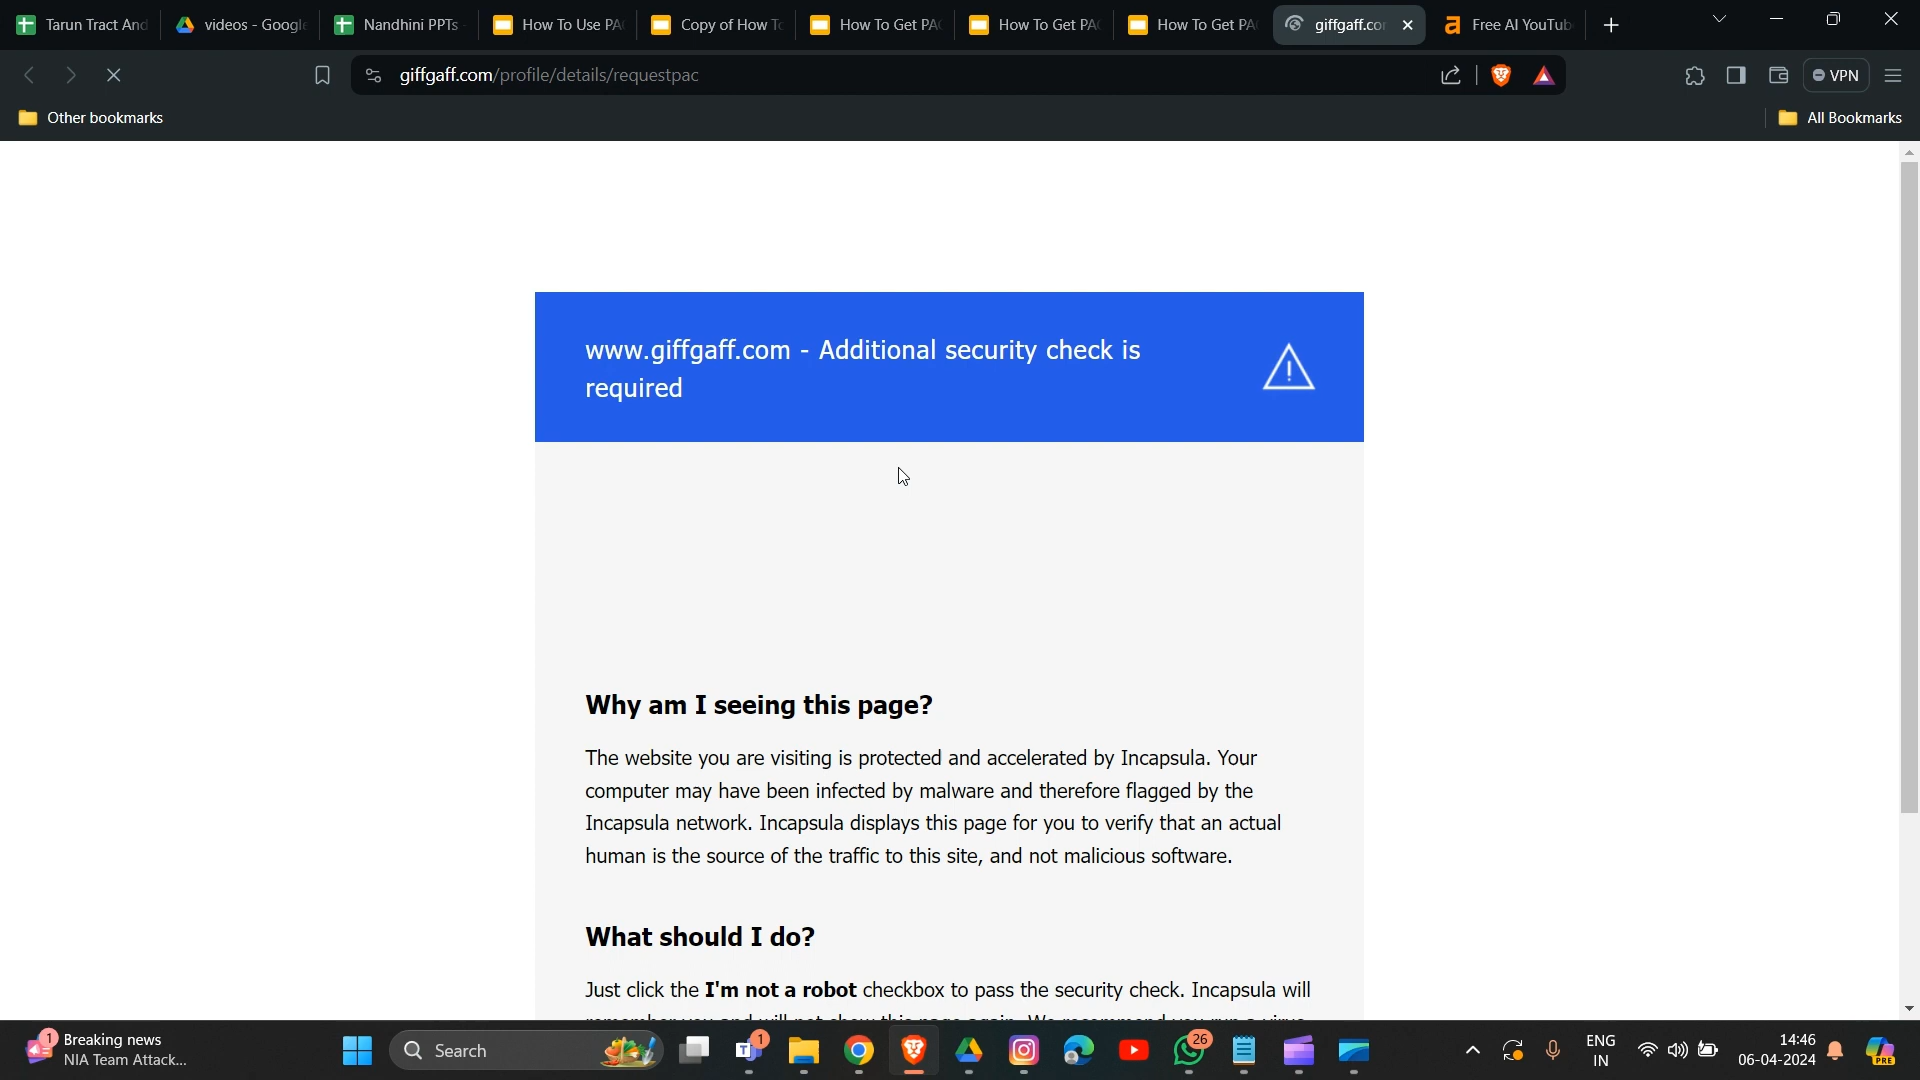 Tarun Tract And
videos - Google
Nandhini PPTs -
How To Use PA
Copy of How To
How To Get PA
How To Get PA
How To Get PA
giffgaff.co
Free AI YouTub
giffgaff.com/profile/details/requestpac
VPN
Other bookmarks
All Bookmarks
www.giffgaff.com - Additional security check is
required
Why am I seeing this page?
The website you are visiting is protected and accelerated by Incapsula. Your
computer may have been infected by malware and therefore flagged by the
Incapsula network. Incapsula displays this page for you to verify that an actual
human is the source of the traffic to this site, and not malicious software.
What should I do?
Just click the I'm not a robot checkbox to pass the security check. Incapsula will
1
Breaking news
NIA Team Attack...
Search
1
26
ENG
IN
14:46
06-04-2024
PRE